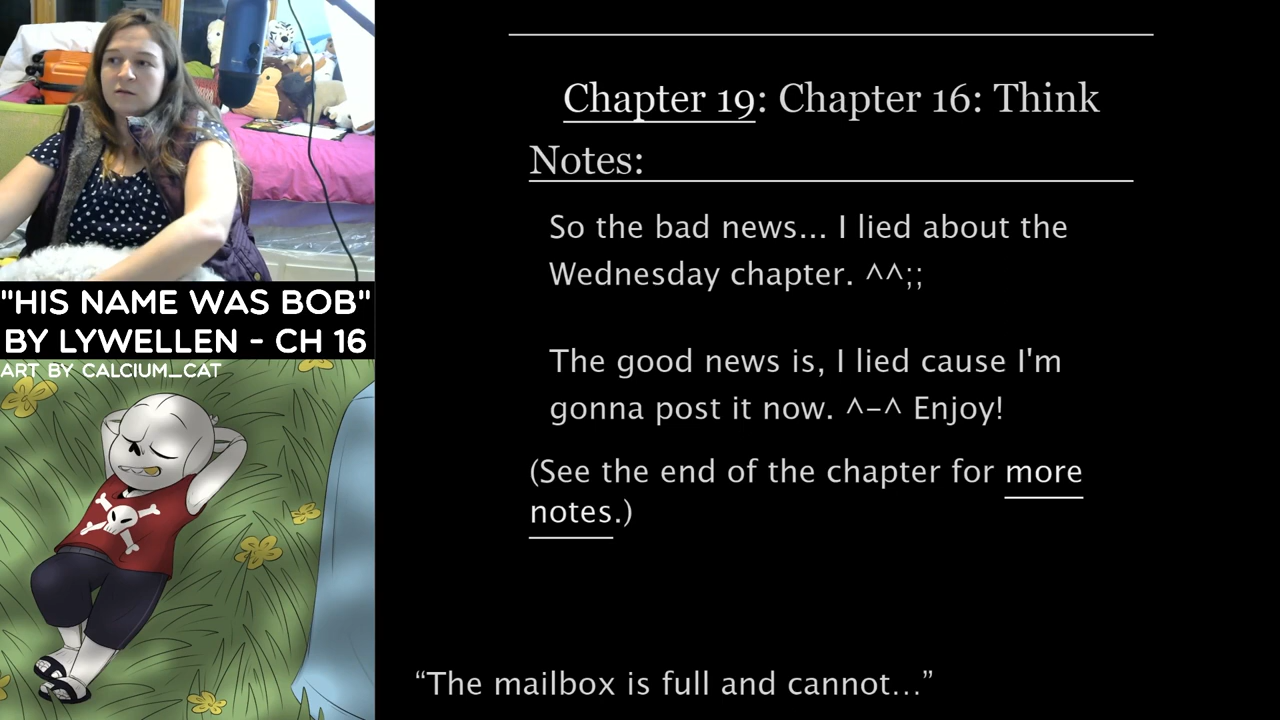 "HIS NAME WAS BOB"
BY LYWELLEN - CH 16
ART BY CALCIUM_CAT
Chapter 19: Chapter 16: Think
Notes:
So the bad news... I lied about the
Wednesday chapter. ^^;;
The good news is, I lied cause I'm
gonna post it now. ^-^ Enjoy!
(See the end of the chapter for more
notes.)
“The mailbox is full and cannot…”